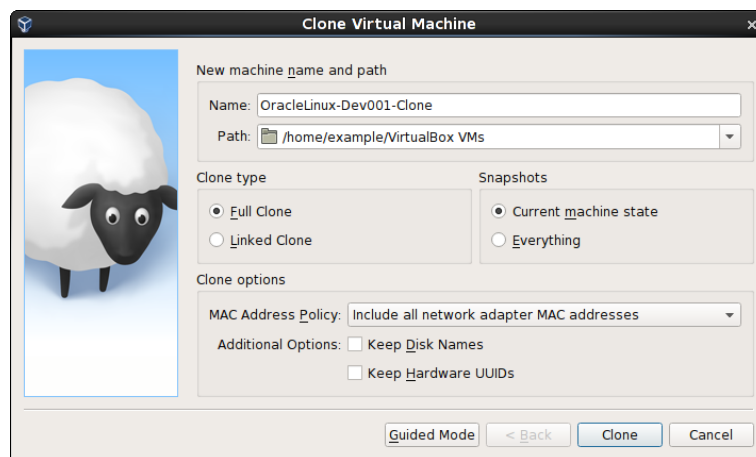 Clone Virtual Machine
New machine name and path
Name: OracleLinux-Dev001-Clone
Path: /home/example/VirtualBox VMs
Clone type
Full Clone
Linked Clone
Snapshots
Current machine state
Everything
Clone options
MAC Address Policy: Include all network adapter MAC addresses
Additional Options: Keep Disk Names
Keep Hardware UUIDs
Guided Mode < Back Clone Cancel